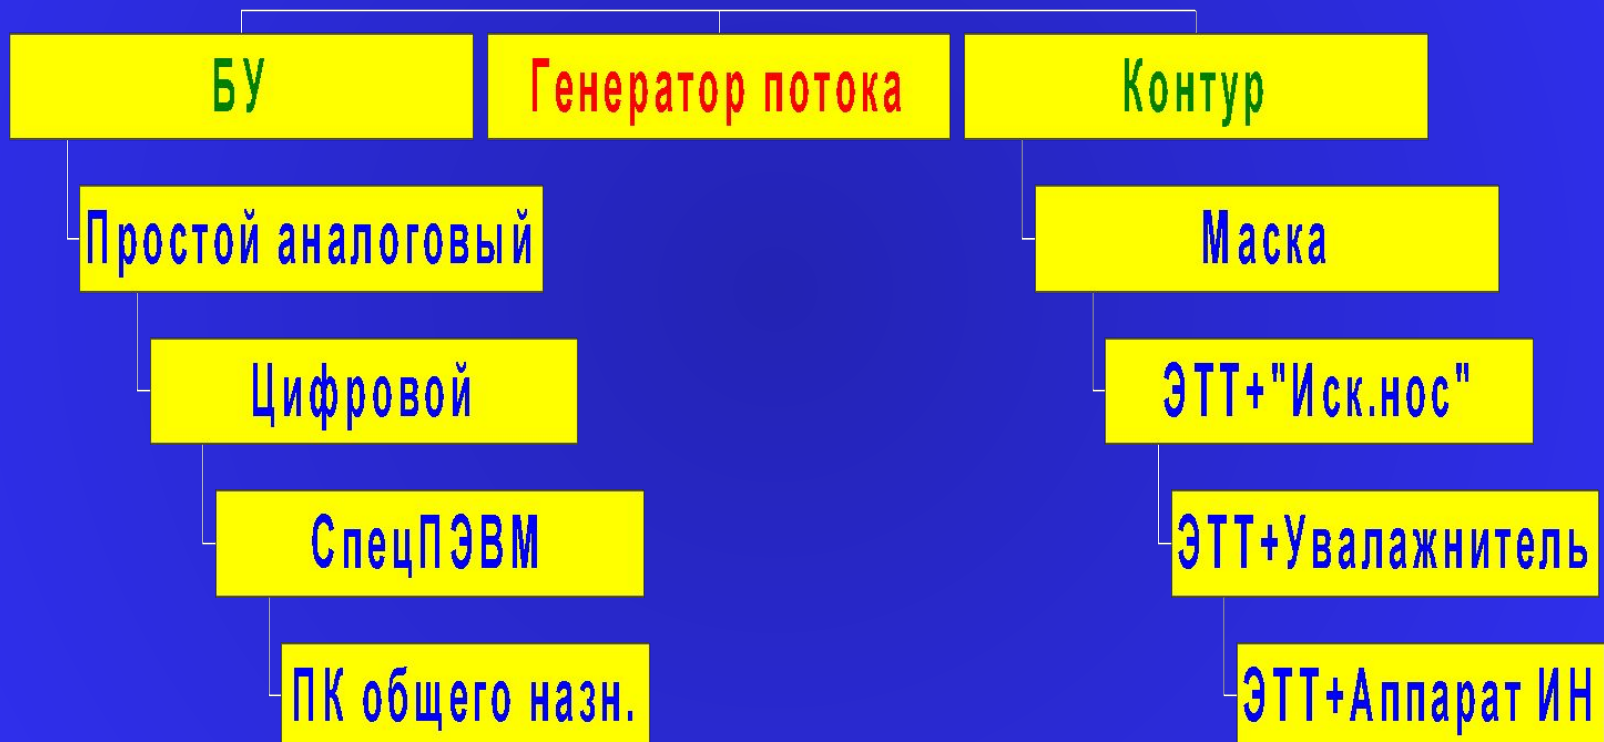 БУ
Генератор потока
Контур
Простой аналоговый
Маска
Цифровой
ЭТТ+"Иск.нос"
СпецПЭВМ
ЭТТ+Увалажнитель
ПК общего назн.
ЭТТ+Аппарат ИН